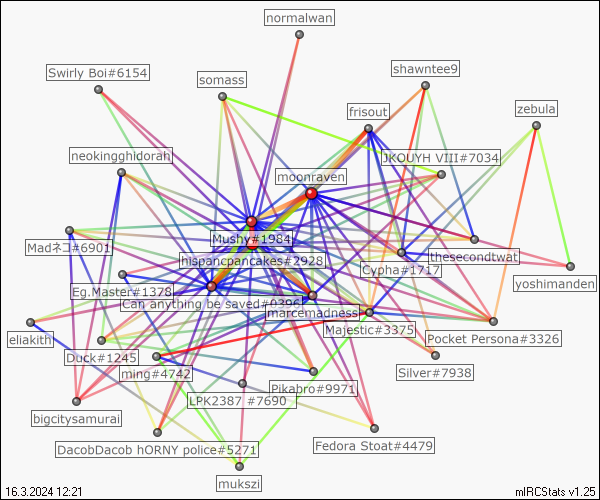 normalwan
Swirly Boi#6154
somass
shawntee9
frisout
zebula
neokingghidorah
JKOUYH VIII#7034
moonraven
Mushy#1984
Madネコ#6901
hispancpancakes#2928
thesecondtwat
Cypha#1717
yoshimanden
Eg.Master#1378
Can anything be saved#0396
marcemadness
Majestic#3375
eliakith
Pocket Persona#3326
Duck#1245
ming#4742
Silver#7938
Pikabro#9971
LPK2387 #7690
bigcitysamurai
DacobDacob hORNY police#5271
Fedora Stoat#4479
mukszi
16.3.2024 12:21
mIRCStats v1.25